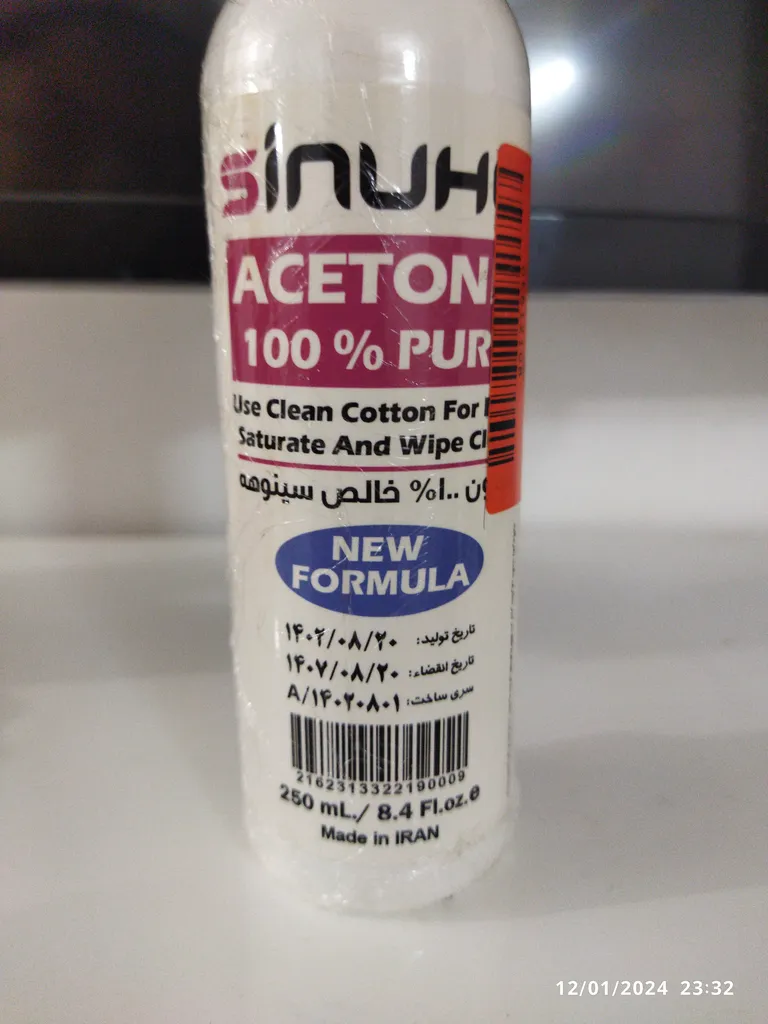 SINUH
ACETON
100 % PUR
Use Clean Cotton For
Saturate And Wipe Cl
ون ۱۰۰% خالص سینوهه
NEW
FORMULA
تاریخ تولید: ۱۴۰۲/۰۸/۲۰
تاریخ انقضاء: ۱۴۰۷/۰۸/۲۰
سری ساخت: A/۱۴۰۲۰۸۰۱
2162313322190009
250 mL./ 8.4 Fl.oz.e
Made in IRAN
12/01/2024 23:32